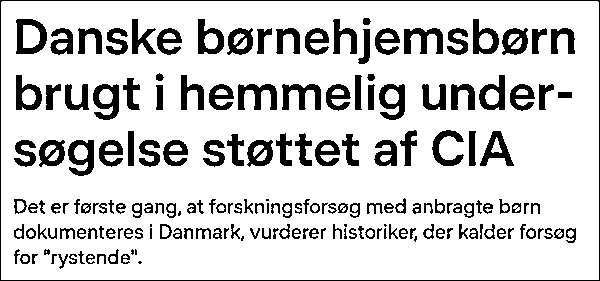 Danske børnehjemsbørn
brugt i hemmelig under-
søgelse støttet af CIA
Det er første gang, at forskningsforsøg med anbragte børn
dokumenteres i Danmark, vurderer historiker, der kalder forsøg
for "rystende".